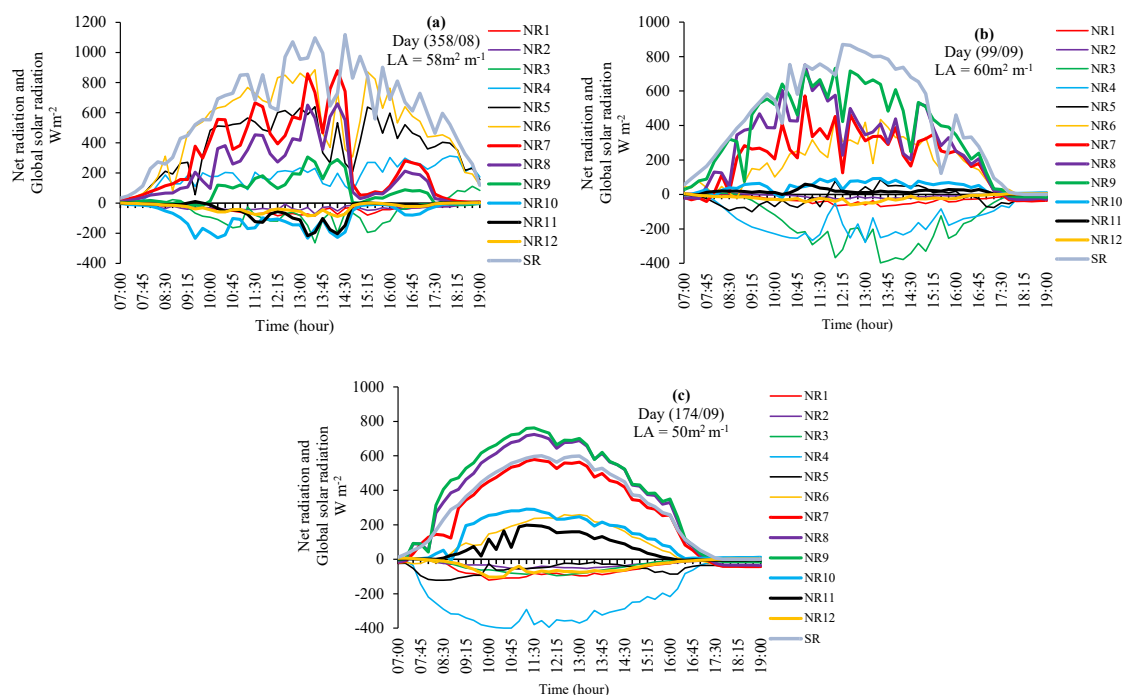 (a)
Day (358/08)
LA = 58m² m⁻¹
Net radiation and
Global solar radiation
W m⁻²
1200
1000
800
600
400
200
0
-200
-400
07:00
07:45
08:30
09:15
10:00
10:45
11:30
12:15
13:00
13:45
14:30
15:15
16:00
16:45
17:30
18:15
19:00
Time (hour)
NR1
NR2
NR3
NR4
NR5
NR6
NR7
NR8
NR9
NR10
NR11
NR12
SR
(b)
Day (99/09)
LA = 60m² m⁻¹
Net radiation and
Global solar radiation
W m⁻²
1000
800
600
400
200
0
-200
-400
07:00
07:45
08:30
09:15
10:00
10:45
11:30
12:15
13:00
13:45
14:30
15:15
16:00
16:45
17:30
18:15
19:00
Time (hour)
NR1
NR2
NR3
NR4
NR5
NR6
NR7
NR8
NR9
NR10
NR11
NR12
SR
(c)
Day (174/09)
LA = 50m² m⁻¹
Net radiation and
Global solar radiation
W m⁻²
1000
800
600
400
200
0
-200
-400
07:00
07:45
08:30
09:15
10:00
10:45
11:30
12:15
13:00
13:45
14:30
15:15
16:00
16:45
17:30
18:15
19:00
Time (hour)
NR1
NR2
NR3
NR4
NR5
NR6
NR7
NR8
NR9
NR10
NR11
NR12
SR